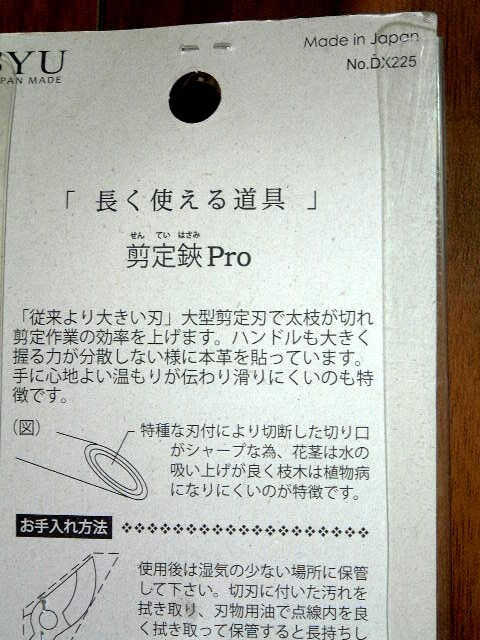 Made in Japan
No.DX225
YU
PAN MADE
「 長く使える道具 」
せん てい はさみ
剪定鋏Pro
「従来より大きい刃」大型剪定刃で太枝が切れ
剪定作業の効率を上げます。ハンドルも大きく
握る力が分散しない様に本革を貼っています。
手に心地よい温もりが伝わり滑りにくいのも特
徴です。
(図)
特種な刃付により切断した切り口
がシャープな為、花茎は水の
吸い上げが良く枝木は植物病
になりにくいのが特徴です。
お手入れ方法
使用後は湿気の少ない場所に保管
して下さい。切刃に付いた汚れを
拭き取り、刃物用油で点線内を良
く拭き取って保管すると長持ちし